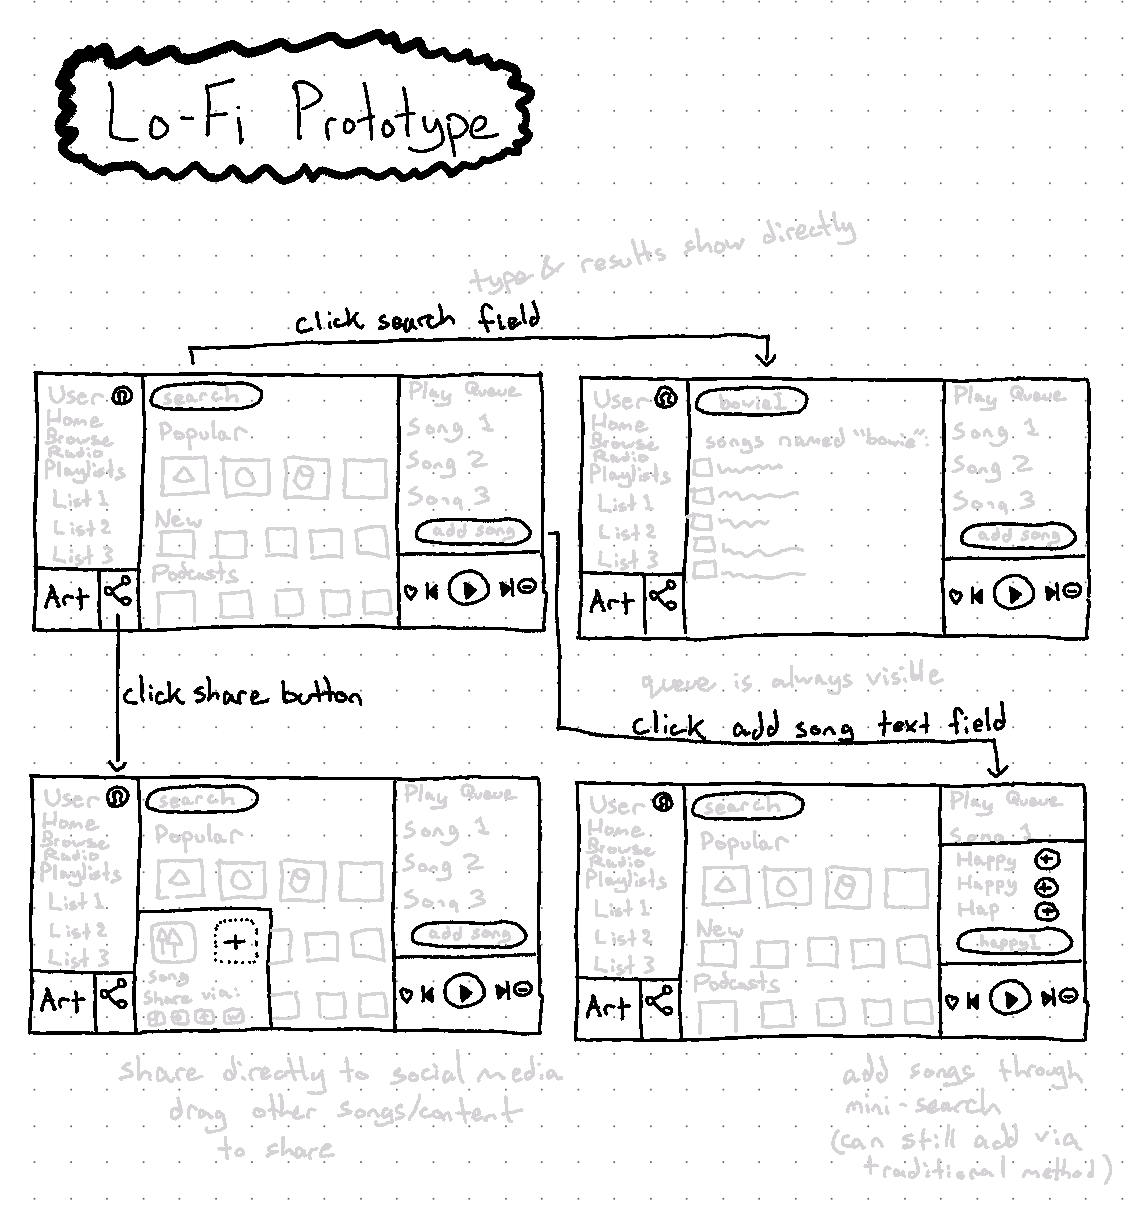 Lo-Fi Prototype
type & results show directly
click search field
User
Home
Browse
Radio
Playlists
List 1
List 2
List 3
Art
search
Popular
New
Podcasts
Play Queue
Song 1
Song 2
Song 3
add song
User
Home
Browse
Radio
Playlists
List 1
List 2
List 3
Art
bowie
songs named "bowie":
Play Queue
Song 1
Song 2
Song 3
add song
click share button
queue is always visible
click add song text field
User
Home
Browse
Radio
Playlists
List 1
List 2
List 3
Art
search
Popular
Song
Share via:
Play Queue
Song 1
Song 2
Song 3
add song
User
Home
Browse
Radio
Playlists
List 1
List 2
List 3
Art
search
Popular
New
Podcasts
Play Queue
Song 1
Happy
Happy
Hap
happy
share directly to social media
drag other songs/content
to share
add songs through
mini-search
(can still add via
traditional method)